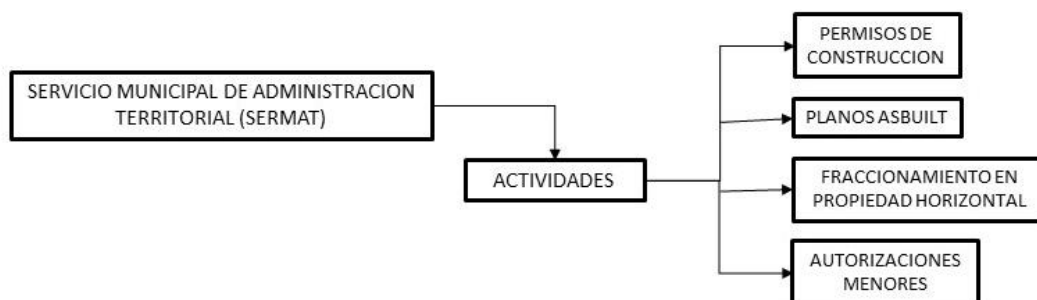 PERMISOS DE
CONSTRUCCION
SERVICIO MUNICIPAL DE ADMINISTRACION
TERRITORIAL (SERMAT)
PLANOS ASBUILT
ACTIVIDADES
FRACCIONAMIENTO EN
PROPIEDAD HORIZONTAL
AUTORIZACIONES
MENORES